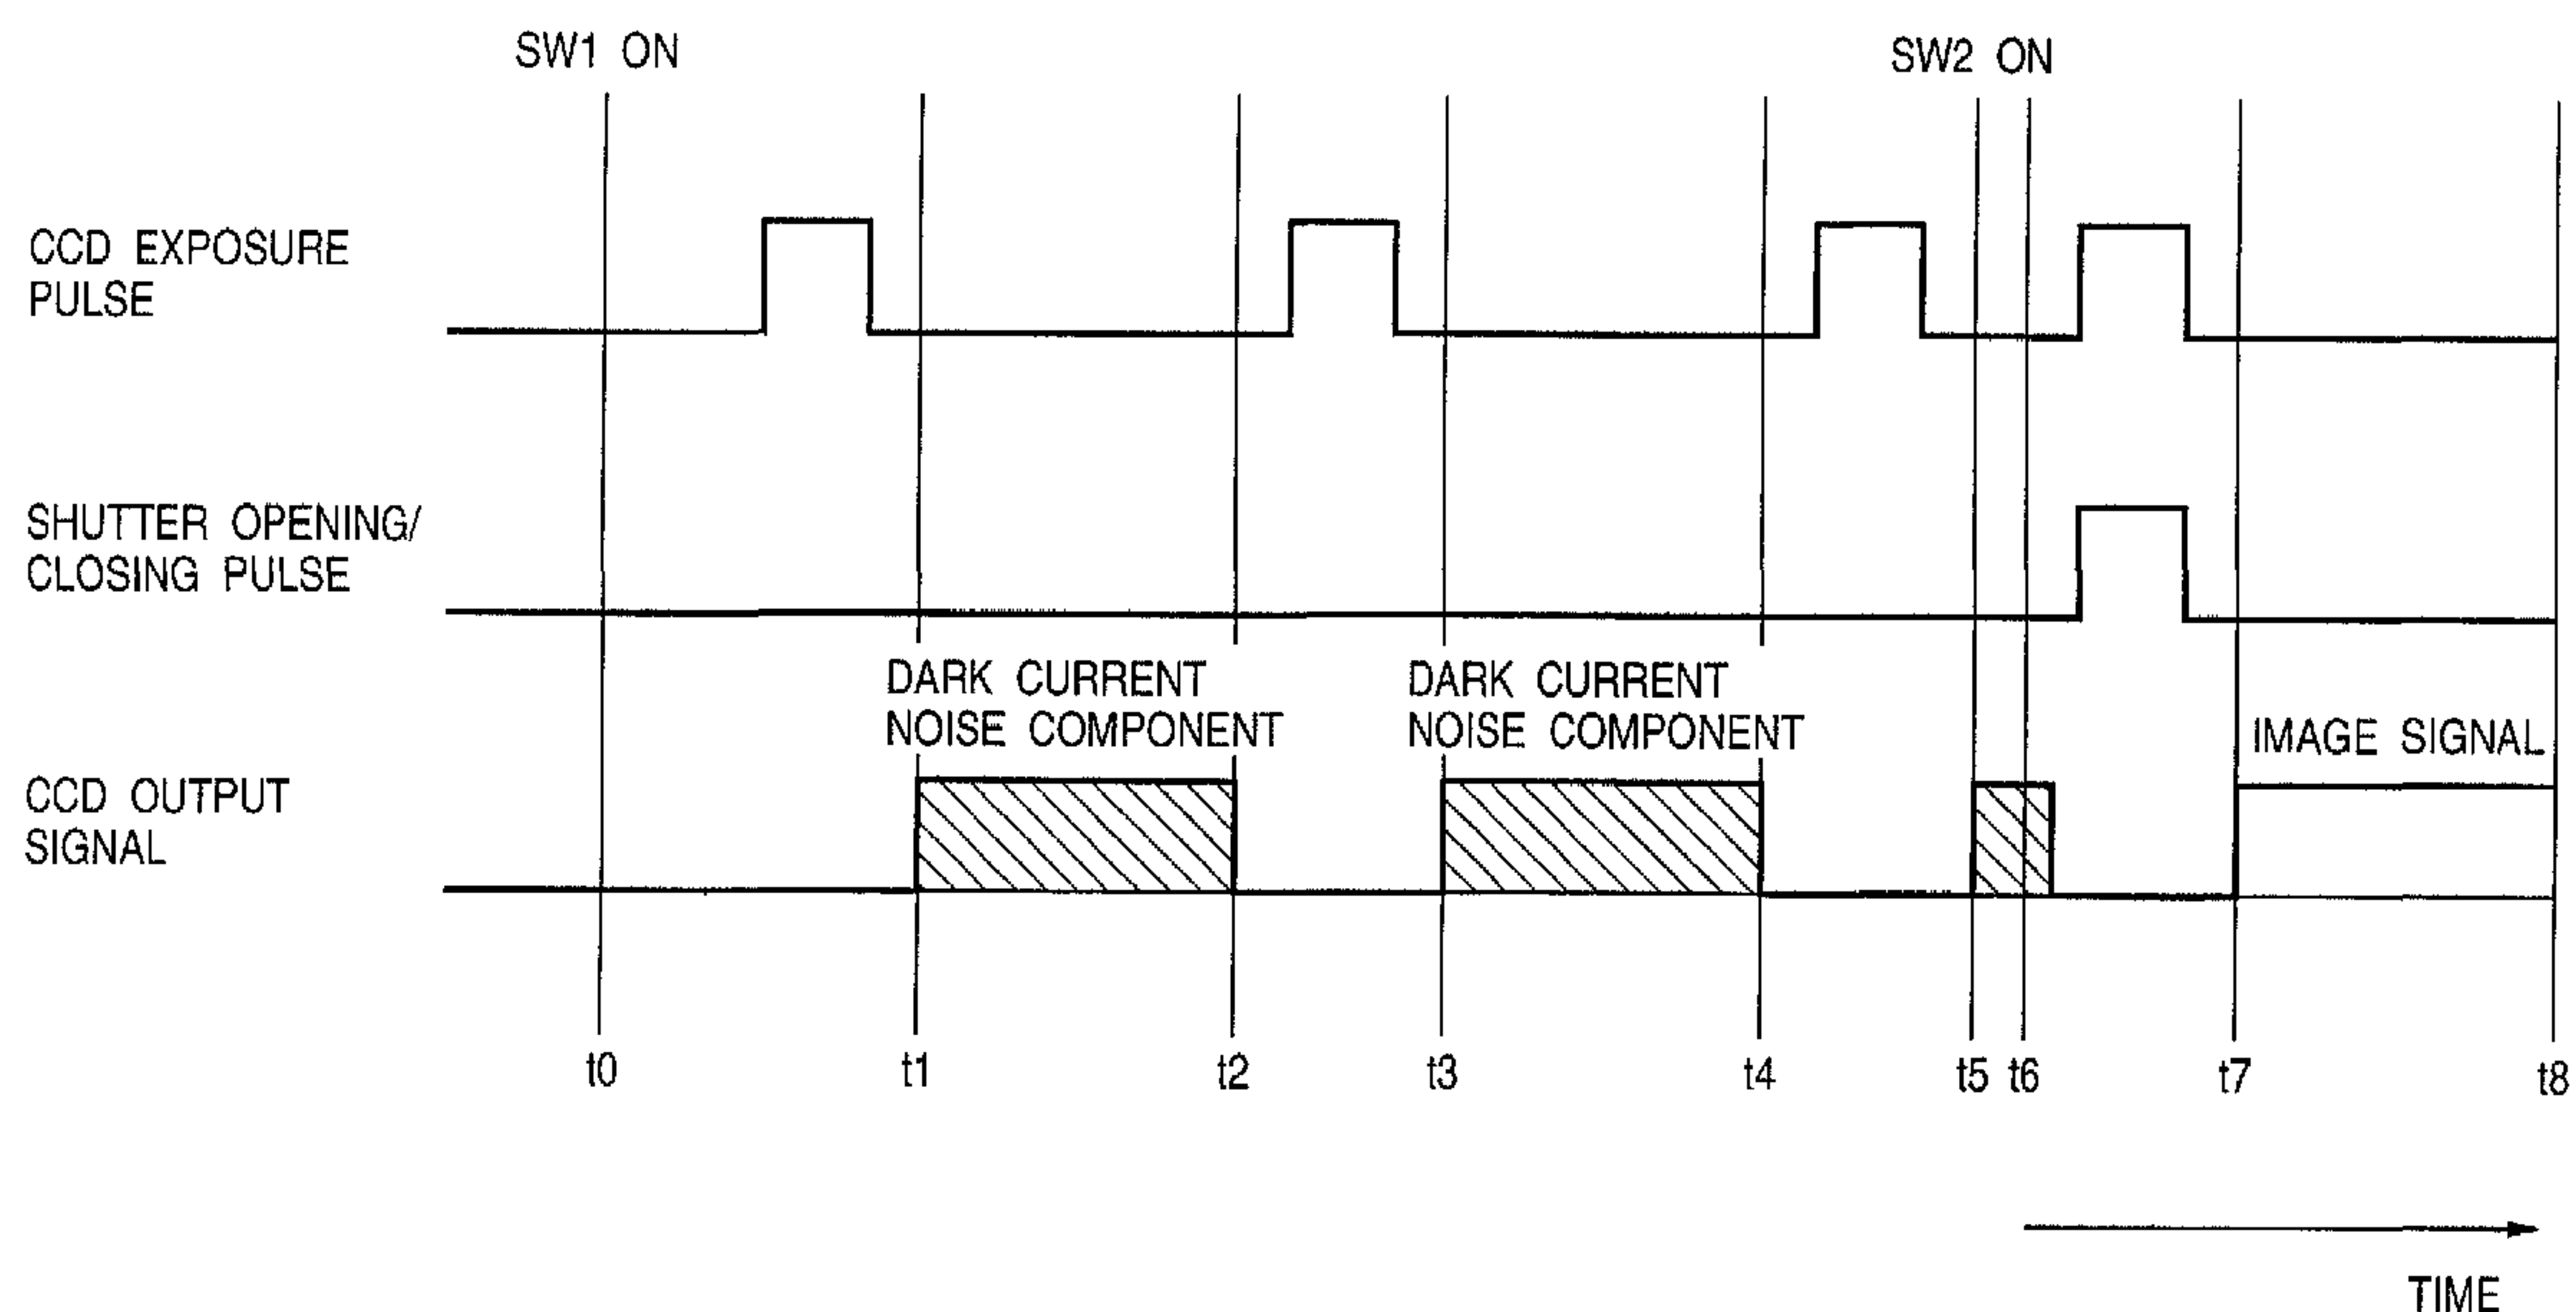 SW1 ON
SW2 ON
CCD EXPOSURE
PULSE
SHUTTER OPENING/
CLOSING PULSE
DARK CURRENT
NOISE COMPONENT
DARK CURRENT
NOISE COMPONENT
IMAGE SIGNAL
CCD OUTPUT
SIGNAL
t0
t1
t2
t3
t4
t5
t6
t7
t8
TIME